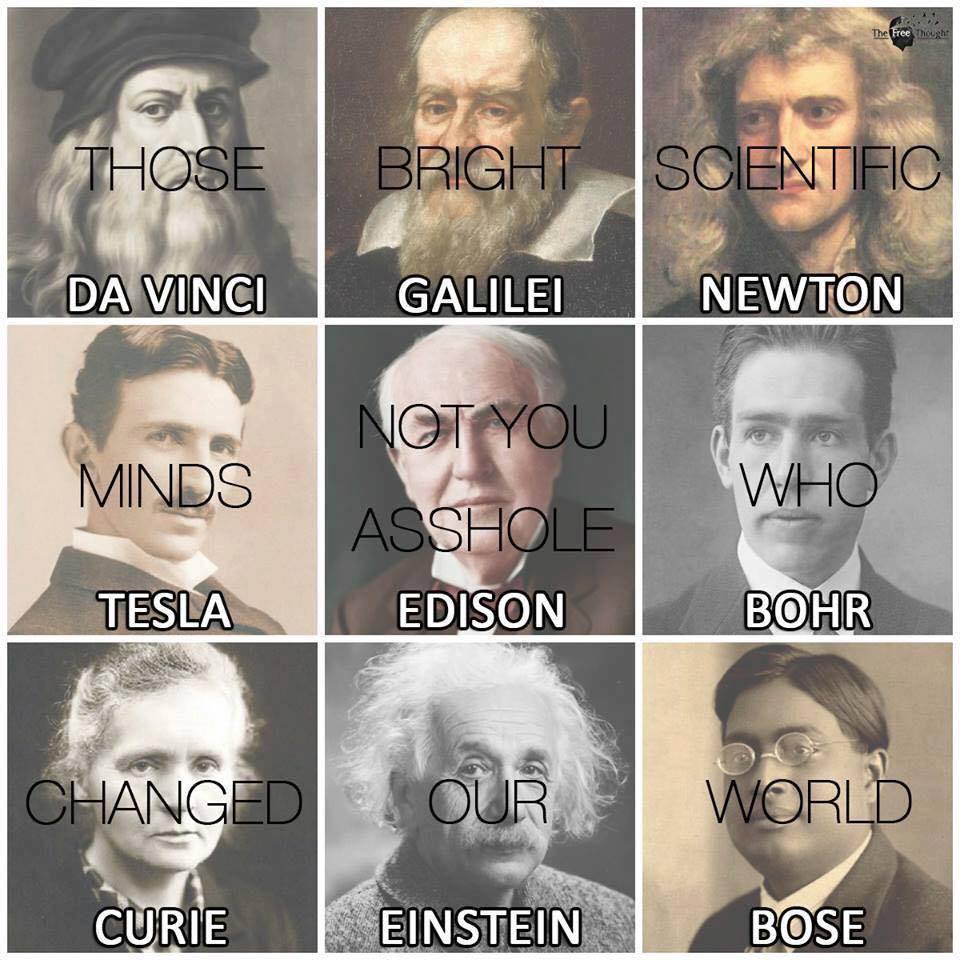 The Free Thought
THOSE
DA VINCI
BRIGHT
GALILEI
SCIENTIFIC
NEWTON
MINDS
TESLA
NOT YOU
ASSHOLE
EDISON
WHO
BOHR
CHANGED
CURIE
OUR
EINSTEIN
WORLD
BOSE